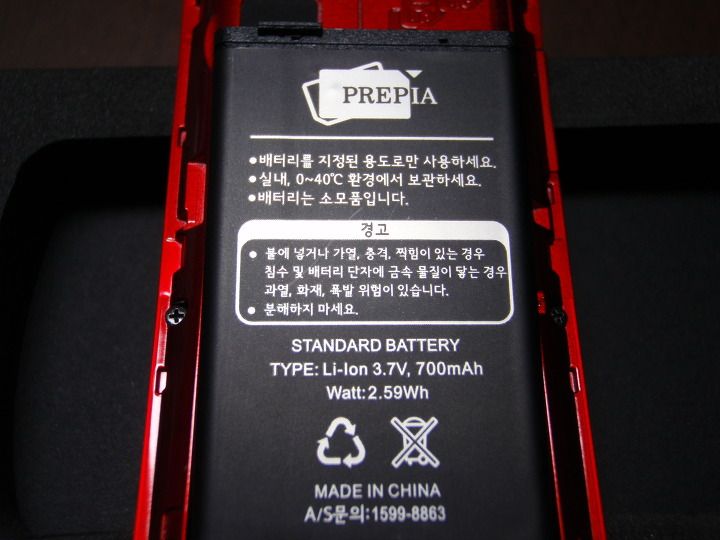 PREPIA
●배터리를 지정된 용도로만 사용하세요.
●실내, 0~40℃ 환경에서 보관하세요.
●배터리는 소모품입니다.
경고
● 불에 넣거나 가열, 충격, 찍힘이 있는 경우
침수 및 배터리 단자에 금속 물질이 닿는 경우
과열, 화재, 폭발 위험이 있습니다.
● 분해하지 마세요.
STANDARD BATTERY
TYPE: Li-Ion 3.7V, 700mAh
Watt:2.59Wh
MADE IN CHINA
A/S문의:1599-8863